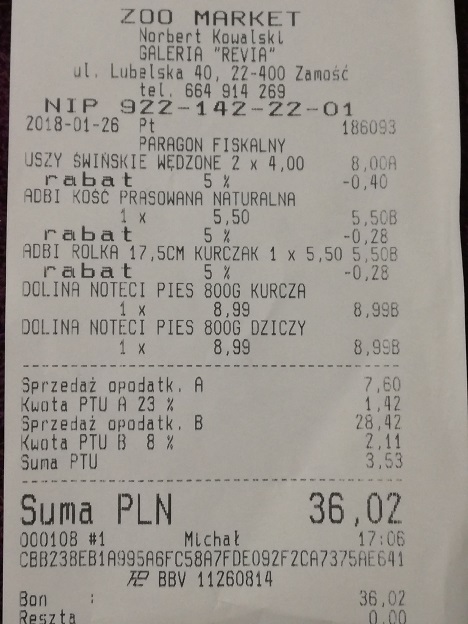 ZOO MARKET
Norbert Kowalski
GALERIA "REVIA"
ul. Lubelska 40, 22-400 Zamość
tel. 664 914 269
NIP 922-142-22-01
2018-01-26 Pt 186093
PARAGON FISKALNY
USZY ŚWIŃSKIE WĘDZONE 2 x 4,00 8,00A
rabat 5 % -0,40
ADBI KOŚĆ PRASOWANA NATURALNA
1 x 5,50 5,50B
rabat 5 % -0,28
ADBI ROLKA 17,5CM KURCZAK 1 x 5,50 5,50B
rabat 5 % -0,28
DOLINA NOTECI PIES 800G KURCZA
1 x 8,99 8,99B
DOLINA NOTECI PIES 800G DZICZY
1 x 8,99 8,99B
Sprzedaż opodatk. A 7,60
Kwota PTU A 23 % 1,42
Sprzedaż opodatk. B 28,42
Kwota PTU B 8 % 2,11
Suma PTU 3,53
Suma PLN 36,02
000108 #1 Michał 17:06
CBB238EB1A995A6FC58A7FDE092F2CA7375AE641
BBV 11260814
Bon : 36,02
Reszta 0,00